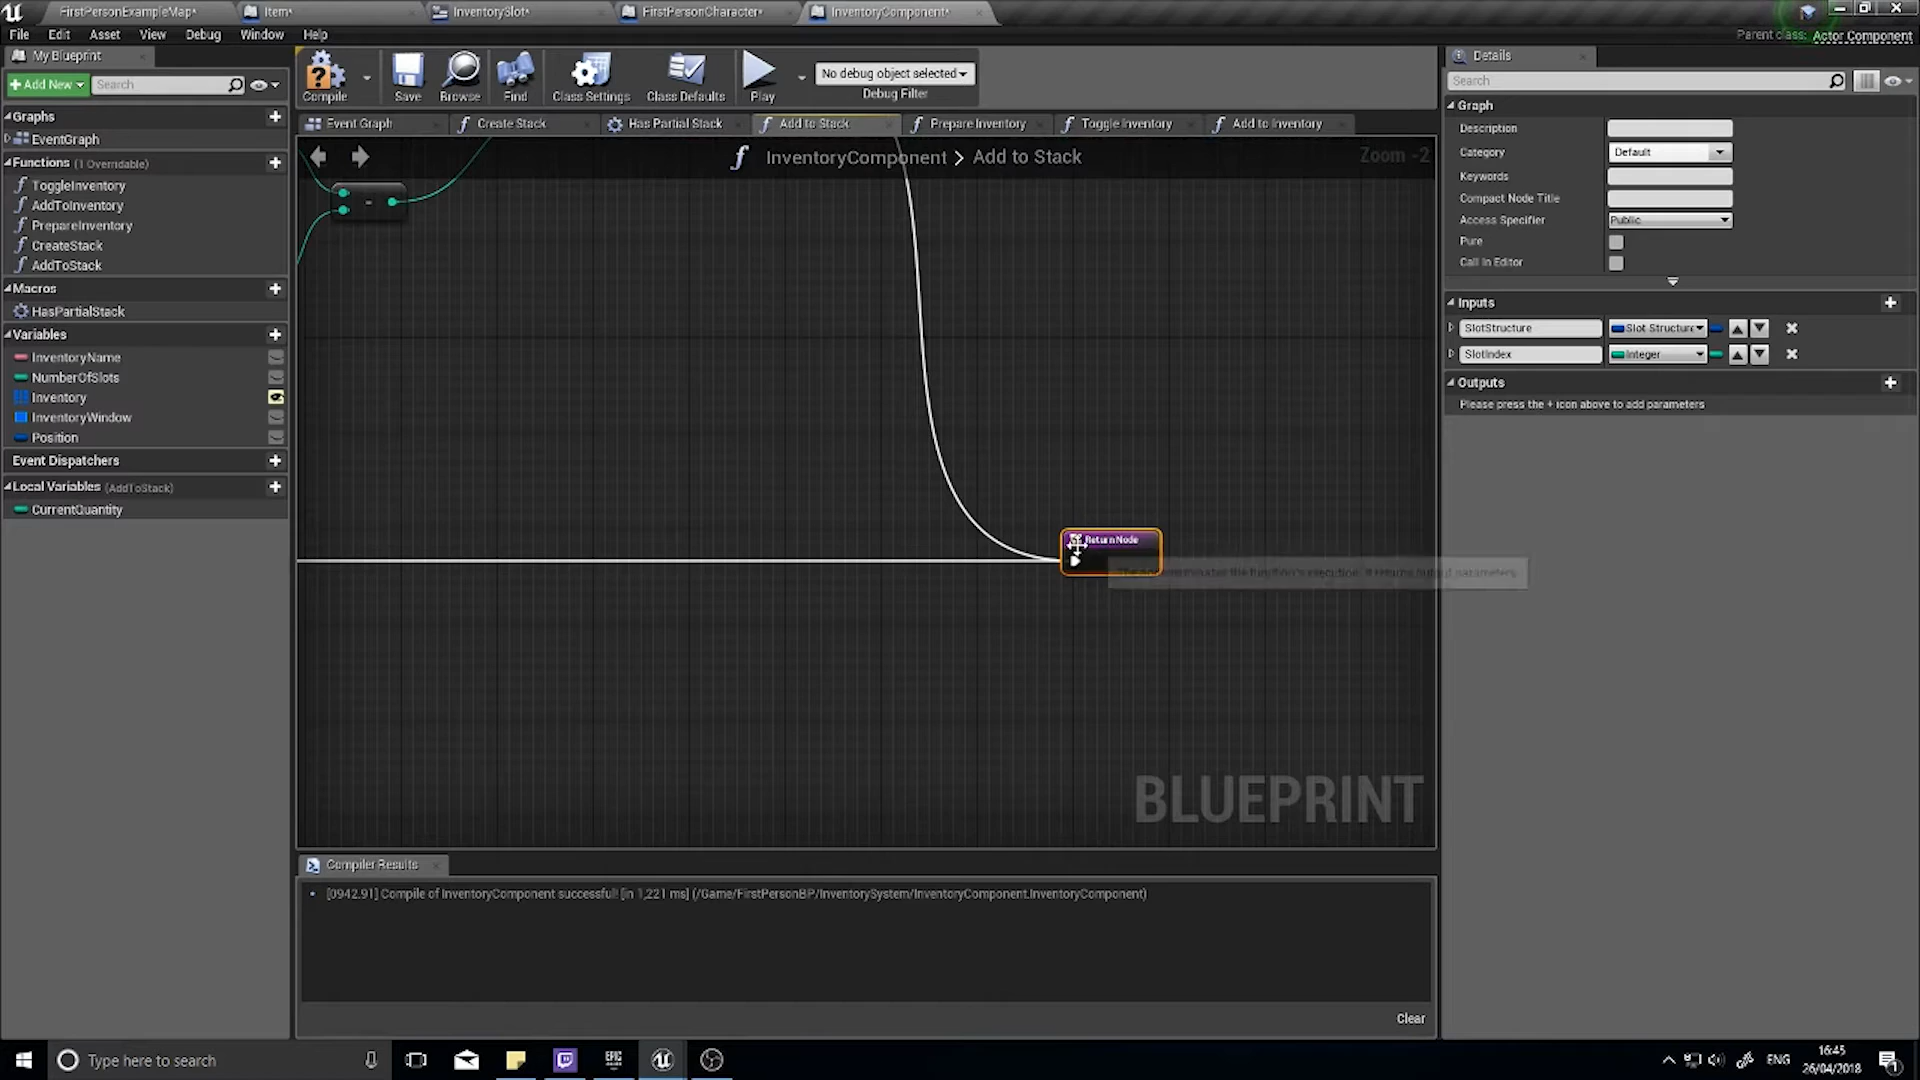 FirstPersonExampleMap*
Item*
InventorySlot*
FirstPersonCharacter*
InventoryComponent*
File Edit Asset View Debug Window Help
Parent class: Actor Component
My Blueprint
+ Add New
Search
Graphs
EventGraph
Functions (1 Overridable)
ToggleInventory
AddToInventory
PrepareInventory
CreateStack
AddToStack
Macros
HasPartialStack
Variables
InventoryName
NumberOfSlots
Inventory
InventoryWindow
Position
Event Dispatchers
Local Variables (AddToStack)
CurrentQuantity
Compile
Save
Browse
Find
Class Settings
Class Defaults
Play
No debug object selected
Debug Filter
Event Graph
Create Stack
Has Partial Stack
Add to Stack
Prepare Inventory
Toggle Inventory
Add to Inventory
InventoryComponent > Add to Stack
Zoom -2
-
Return Node
BLUEPRINT
Compiler Results
[0942.91] Compile of InventoryComponent successful! [in 1,221 ms] (/Game/FirstPersonBP/InventorySystem/InventoryComponent.InventoryComponent)
Clear
Details
Search
Graph
Description
Category
Default
Keywords
Compact Node Title
Access Specifier
Public
Pure
Call In Editor
Inputs
SlotStructure
Slot Structure
SlotIndex
Integer
Outputs
Please press the + icon above to add parameters
Type here to search
EPIC
ENG
16:45
26/04/2018